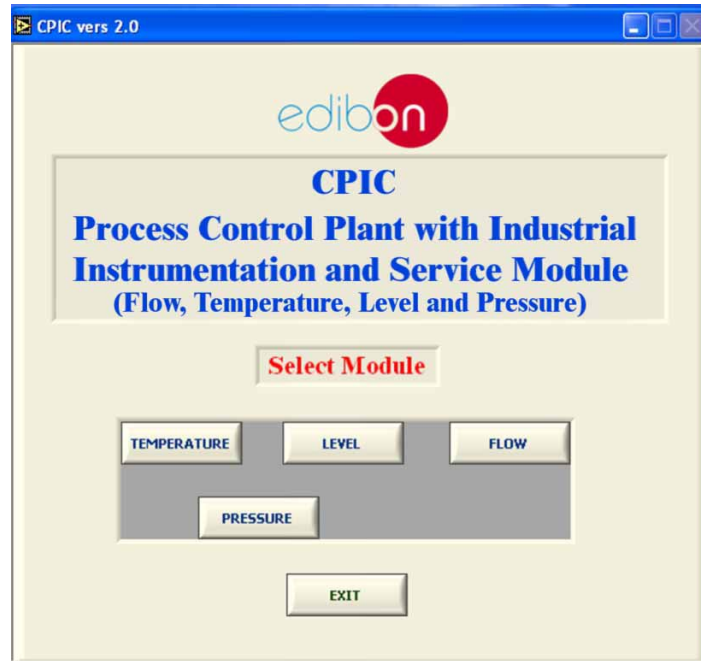 CPIC vers 2.0
edibon
CPIC
Process Control Plant with Industrial
Instrumentation and Service Module
(Flow, Temperature, Level and Pressure)
Select Module
TEMPERATURE LEVEL FLOW
PRESSURE
EXIT